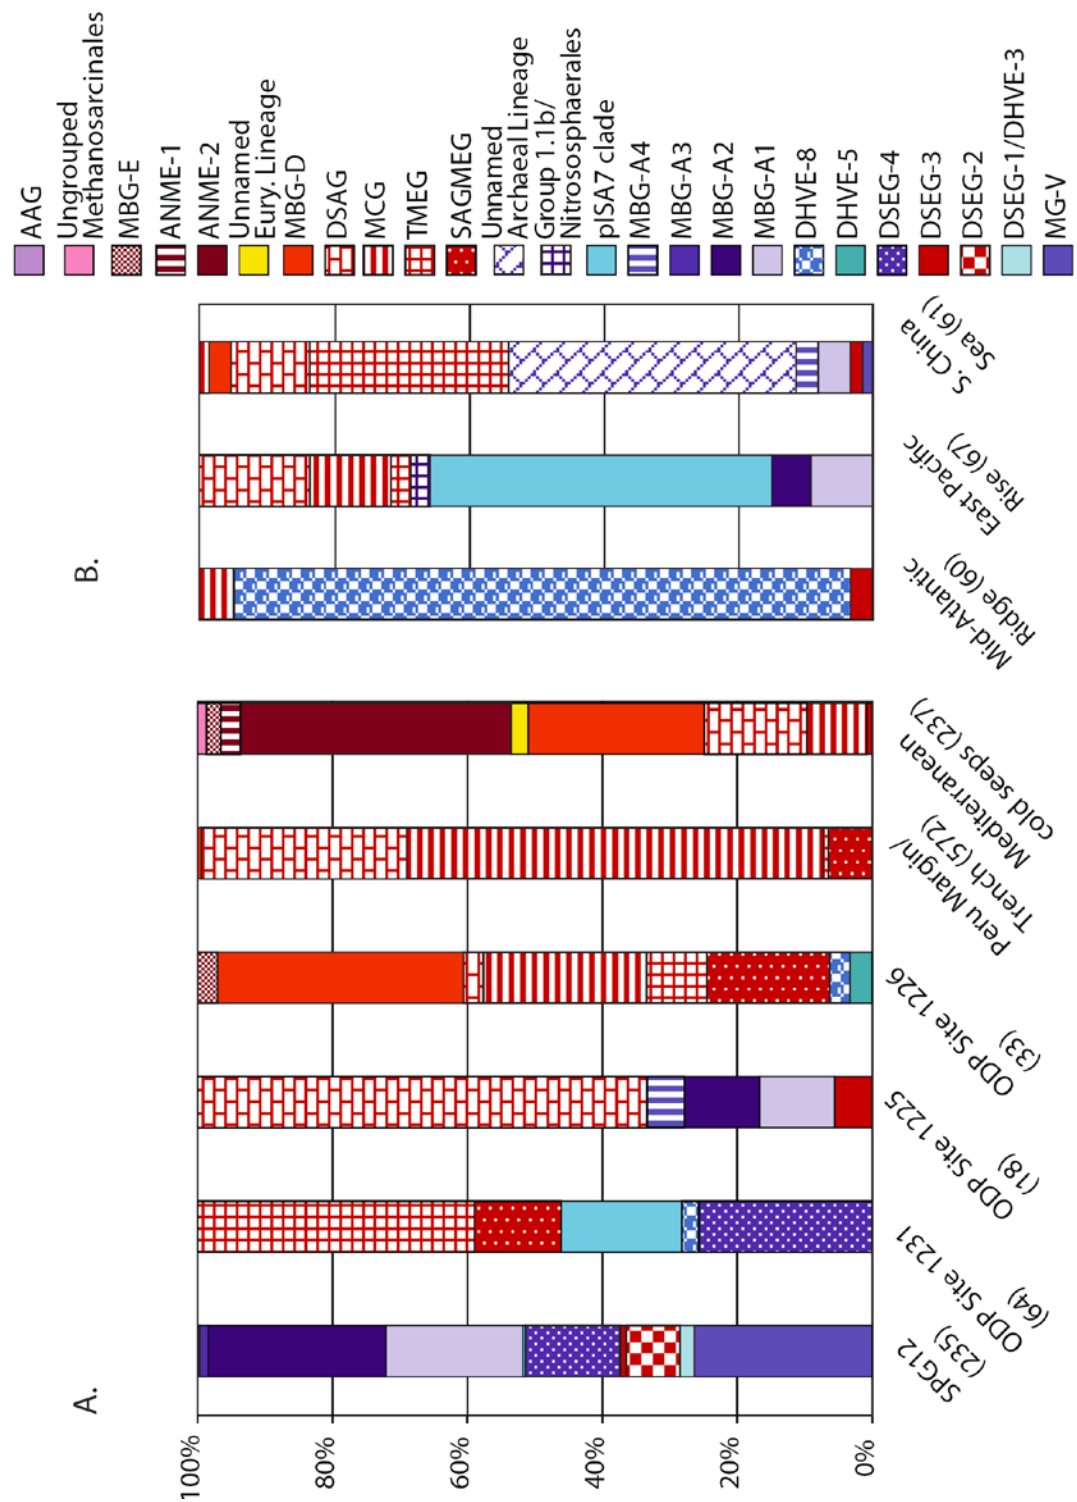 A.
100%
80%
60%
40%
20%
0%
SPG12
(235)
ODP Site 1231
(64)
ODP Site 1225
(18)
ODP Site 1226
(33)
Peru Margin/
Trench (572)
Mediterranean
cold seeps (237)
B.
Mid-Atlantic
Ridge (60)
East Pacific
Rise (67)
S. China
Sea (61)
AAG
Ungrouped
Methanosarcinales
MBG-E
ANME-1
ANME-2
Unnamed
Eury. Lineage
MBG-D
DSAG
MCG
TMEG
SAGMEG
Unnamed
Archaeal Lineage
Group 1.1b/
Nitrososphaerales
pISA7 clade
MBG-A4
MBG-A3
MBG-A2
MBG-A1
DHVE-8
DHVE-5
DSEG-4
DSEG-3
DSEG-2
DSEG-1/DHVE-3
MG-V